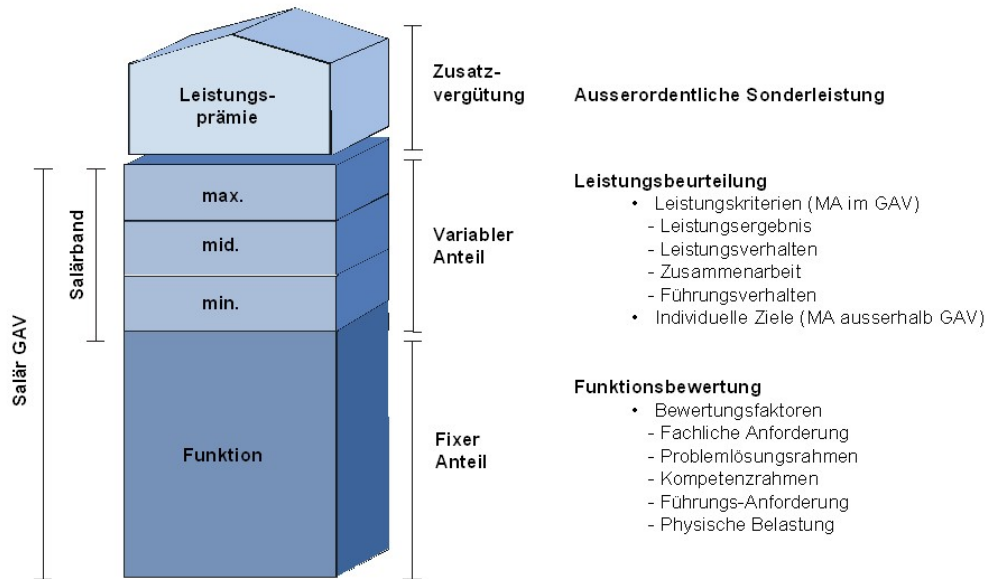 Leistungs-
prämie
Zusatz-
vergütung
Ausserordentliche Sonderleistung
Salär GAV
Salärband
max.
mid.
min.
Variabler
Anteil
Leistungsbeurteilung
• Leistungskriterien (MA im GAV)
- Leistungsergebnis
- Leistungsverhalten
- Zusammenarbeit
- Führungsverhalten
• Individuelle Ziele (MA ausserhalb GAV)
Funktion
Fixer
Anteil
Funktionsbewertung
• Bewertungsfaktoren
- Fachliche Anforderung
- Problemlösungsrahmen
- Kompetenzrahmen
- Führungs-Anforderung
- Physische Belastung